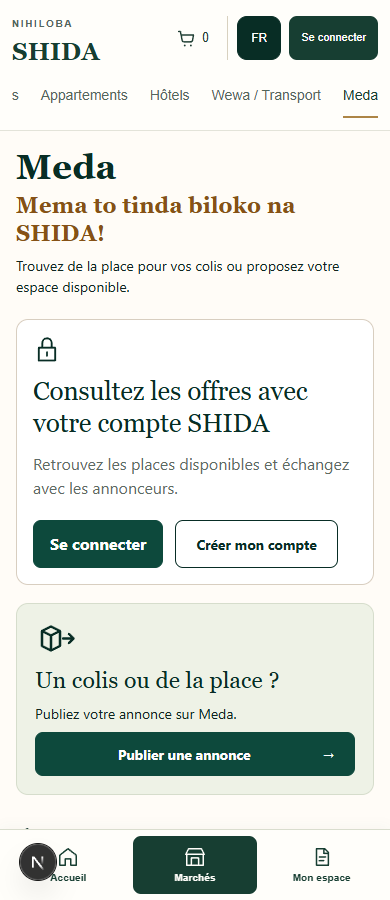 NIHILOBA
SHIDA
0
FR
Se connecter
s
Appartements
Hôtels
Wewa / Transport
Meda
Meda
Mema to tinda biloko na
SHIDA!
Trouvez de la place pour vos colis ou proposez votre
espace disponible.
Consultez les offres avec
votre compte SHIDA
Retrouvez les places disponibles et échangez
avec les annonceurs.
Se connecter
Créer mon compte
Un colis ou de la place ?
Publiez votre annonce sur Meda.
Publier une annonce →
N
Accueil
Marchés
Mon espace